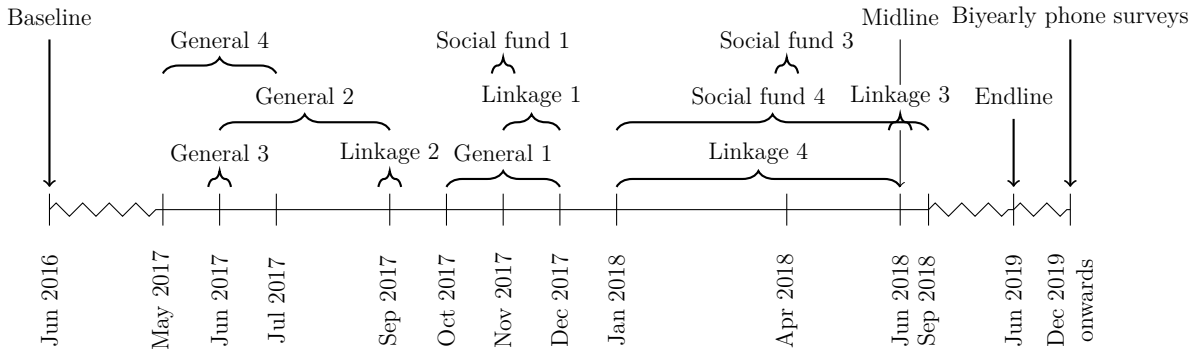 Baseline
Midline
Biyearly phone surveys
General 4
Social fund 1
Social fund 3
General 2
Linkage 1
Social fund 4
Linkage 3
Endline
General 3
Linkage 2
General 1
Linkage 4
Jun 2016
May 2017
Jun 2017
Jul 2017
Sep 2017
Oct 2017
Nov 2017
Dec 2017
Jan 2018
Apr 2018
Jun 2018
Sep 2018
Jun 2019
Dec 2019
onwards